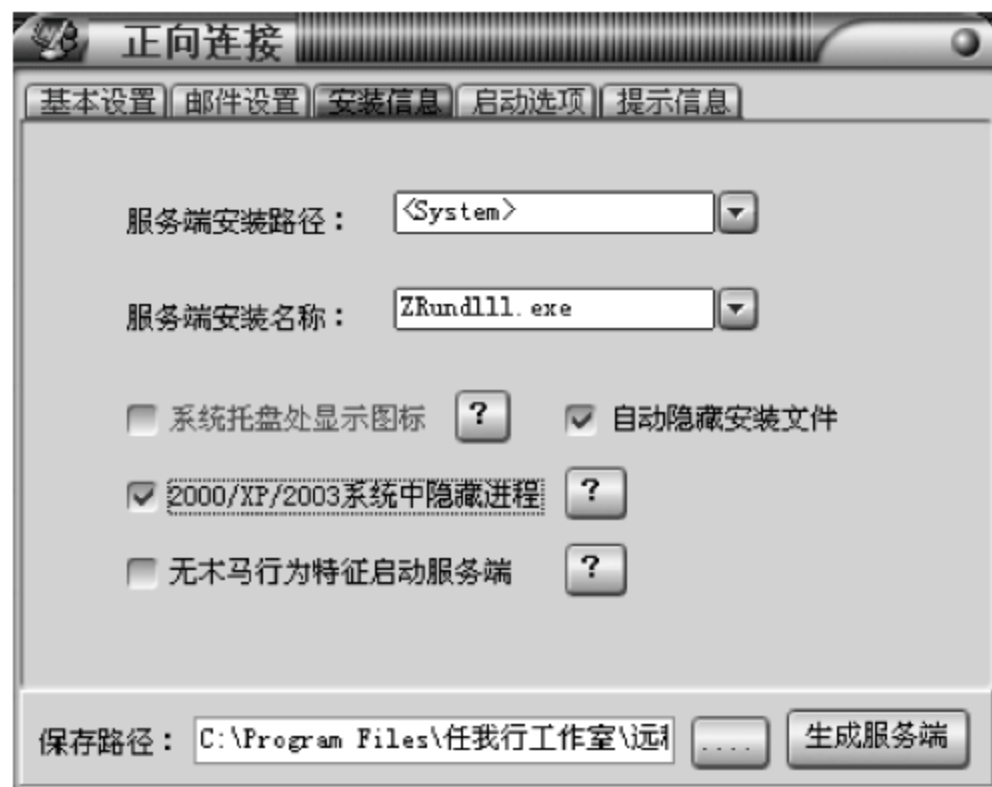 正向连接
基本设置 邮件设置 安装信息 启动选项 提示信息
服务端安装路径： <System>
服务端安装名称： ZRundlll.exe
系统托盘处显示图标 ? 自动隐藏安装文件
2000/XP/2003系统中隐藏进程 ?
无木马行为特征启动服务端 ?
保存路径： C:\Program Files\任我行工作室\远 .... 生成服务端